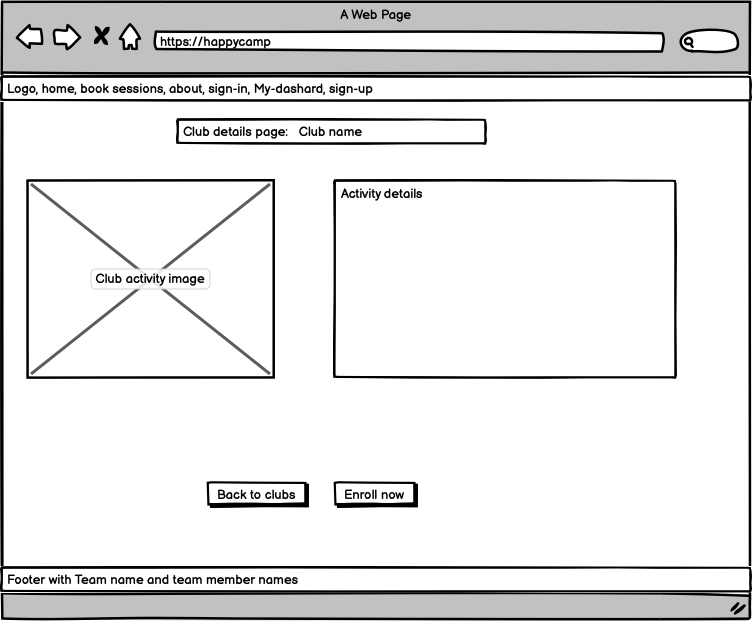 A Web Page
https://happycamp
Logo, home, book sessions, about, sign-in, My-dashard, sign-up
Club details page:   Club name
Club activity image
Activity details
Back to clubs
Enroll now
Footer with Team name and team member names